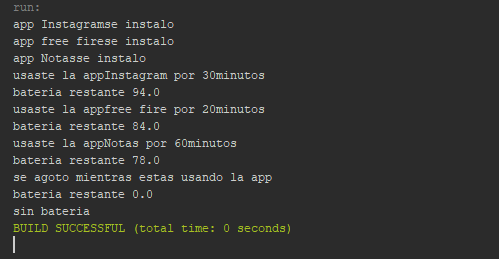 run:
app Instagramse instalo
app free firese instalo
app Notasse instalo
usaste la appInstagram por 30minutos
bateria restante 94.0
usaste la appfree fire por 20minutos
bateria restante 84.0
usaste la appNotas por 60minutos
bateria restante 78.0
se agoto mientras estas usando la app
bateria restante 0.0
sin bateria
BUILD SUCCESSFUL (total time: 0 seconds)